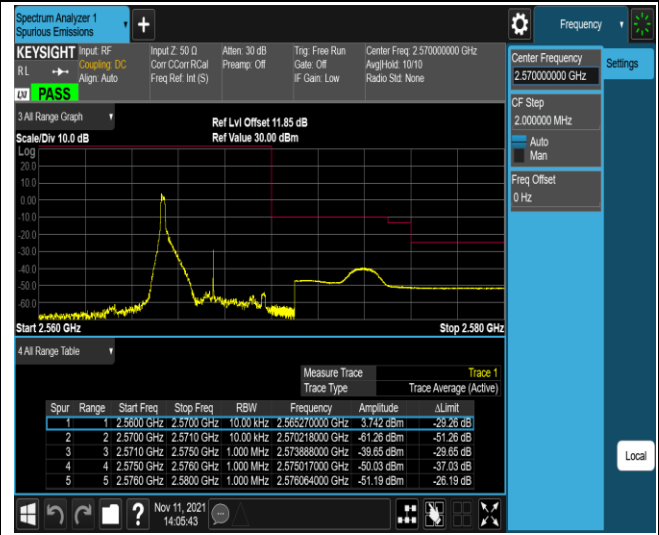 Spectrum Analyzer 1
Spurious Emissions
Frequency
KEYSIGHT Input: RF Input Z: 50 Ω Atten: 30 dB Trig: Free Run Center Freq: 2.570000000 GHz
RL Coupling: DC Corr CCorr RCal Preamp: Off Gate: Off Avg|Hold: 10/10
Align: Auto Freq Ref: Int (S) IF Gain: Low Radio Std: None
LXI PASS
Center Frequency
2.570000000 GHz
Settings
CF Step
2.000000 MHz
Auto
Man
Freq Offset
0 Hz
3 All Range Graph
Ref Lvl Offset 11.85 dB
Scale/Div 10.0 dB Ref Value 30.00 dBm
Log
20.0
10.0
0.00
-10.0
-20.0
-30.0
-40.0
-50.0
-60.0
Start 2.560 GHz Stop 2.580 GHz
4 All Range Table
Measure Trace Trace 1
Trace Type Trace Average (Active)
Spur Range Start Freq Stop Freq RBW Frequency Amplitude ΔLimit
1 1 2.5600 GHz 2.5700 GHz 10.00 kHz 2.565270000 GHz 3.742 dBm -29.26 dB
2 2 2.5700 GHz 2.5710 GHz 10.00 kHz 2.570218000 GHz -61.26 dBm -51.26 dB
3 3 2.5710 GHz 2.5750 GHz 1.000 MHz 2.573888000 GHz -39.65 dBm -29.65 dB
4 4 2.5750 GHz 2.5760 GHz 1.000 MHz 2.575017000 GHz -50.03 dBm -37.03 dB
5 5 2.5760 GHz 2.5800 GHz 1.000 MHz 2.576064000 GHz -51.19 dBm -26.19 dB
Local
Nov 11, 2021
14:05:43